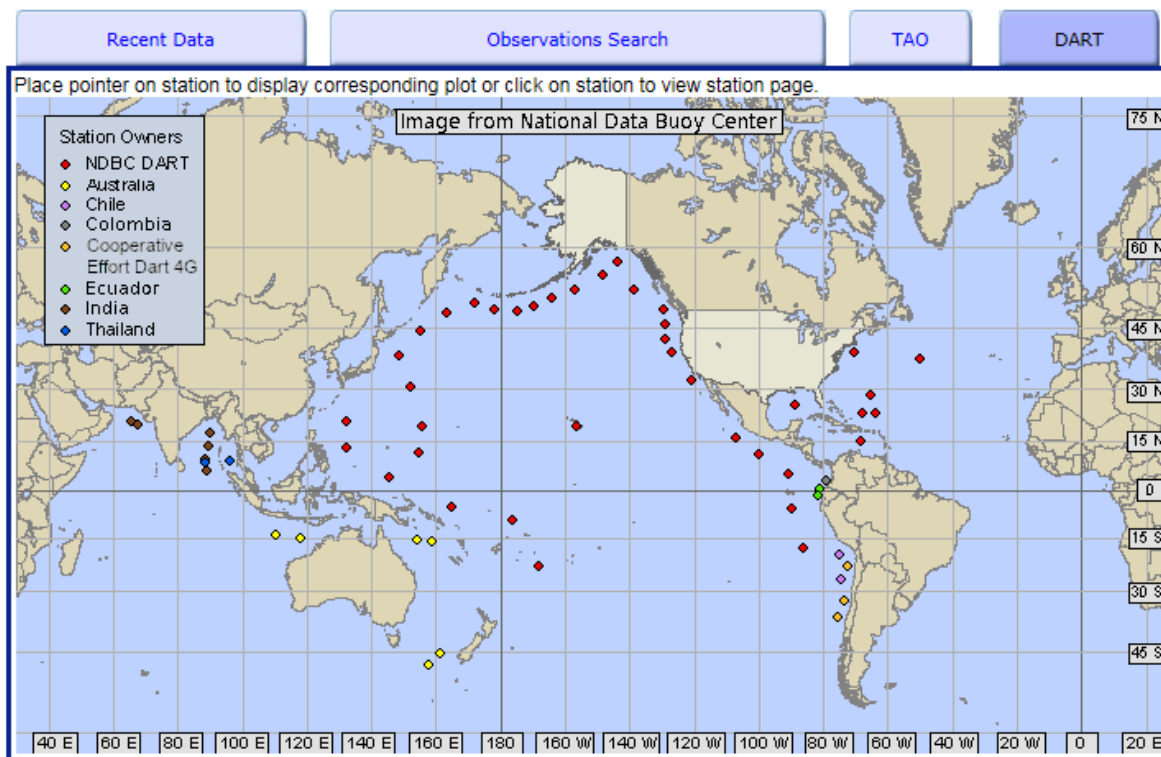 Recent Data
Observations Search
TAO
DART
Place pointer on station to display corresponding plot or click on station to view station page.
Image from National Data Buoy Center
Station Owners
NDBC DART
Australia
Chile
Colombia
Cooperative
Effort Dart 4G
Ecuador
India
Thailand
75 N
60 N
45 N
30 N
15 N
0
15 S
30 S
45 S
40 E
60 E
80 E
100 E
120 E
140 E
160 E
180
160 W
140 W
120 W
100 W
80 W
60 W
40 W
20 W
0
20 E